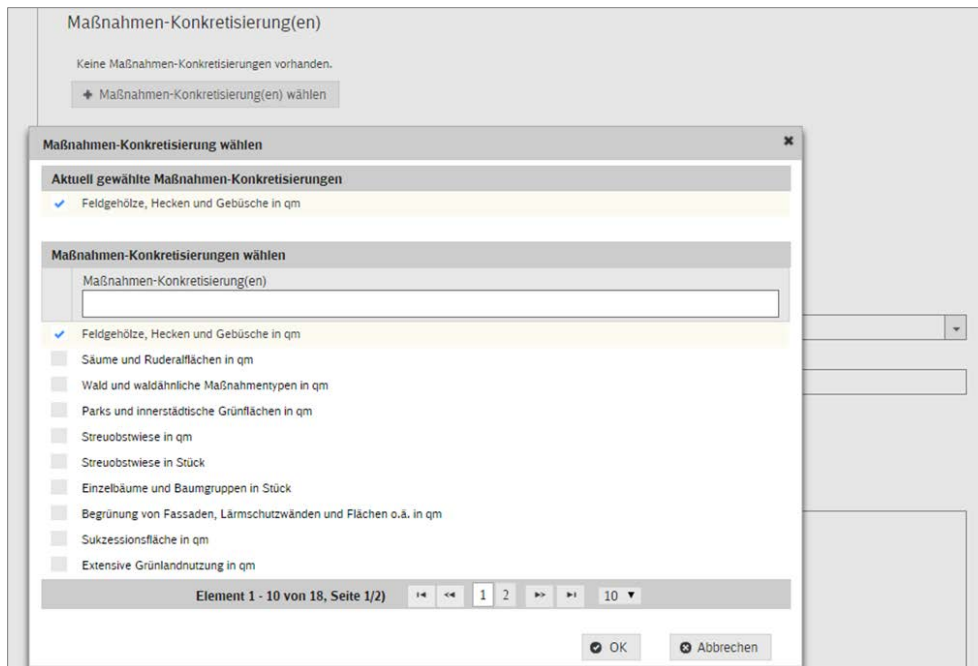 Maßnahmen-Konkretisierung(en)
Keine Maßnahmen-Konkretisierungen vorhanden.
Maßnahmen-Konkretisierung(en) wählen
Maßnahmen-Konkretisierung wählen
Aktuell gewählte Maßnahmen-Konkretisierungen
Feldgehölze, Hecken und Gebüsche in qm
Maßnahmen-Konkretisierungen wählen
Maßnahmen-Konkretisierung(en)
Feldgehölze, Hecken und Gebüsche in qm
Säume und Ruderalflächen in qm
Wald und waldähnliche Maßnahmentypen in qm
Parks und innerstädtische Grünflächen in qm
Streuobstwiese in qm
Streuobstwiese in Stück
Einzelbäume und Baumgruppen in Stück
Begrünung von Fassaden, Lärmschutzwänden und Flächen o.ä. in qm
Sukzessionsfläche in qm
Extensive Grünlandnutzung in qm
Element 1 - 10 von 18, Seite 1/2) 1 2 10
OK Abbrechen